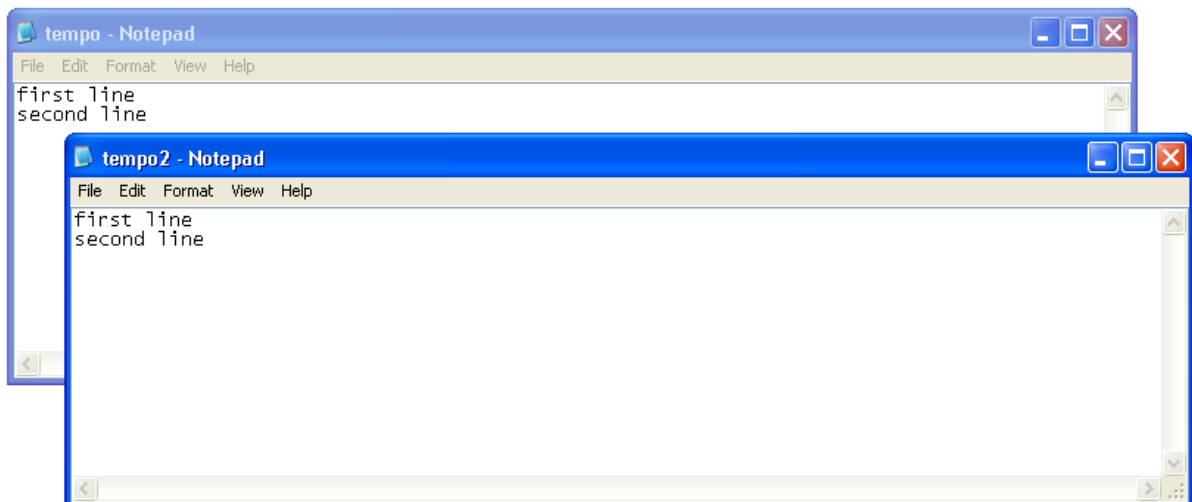 tempo - Notepad
File Edit Format View Help
first line
second line
tempo2 - Notepad
File Edit Format View Help
first line
second line